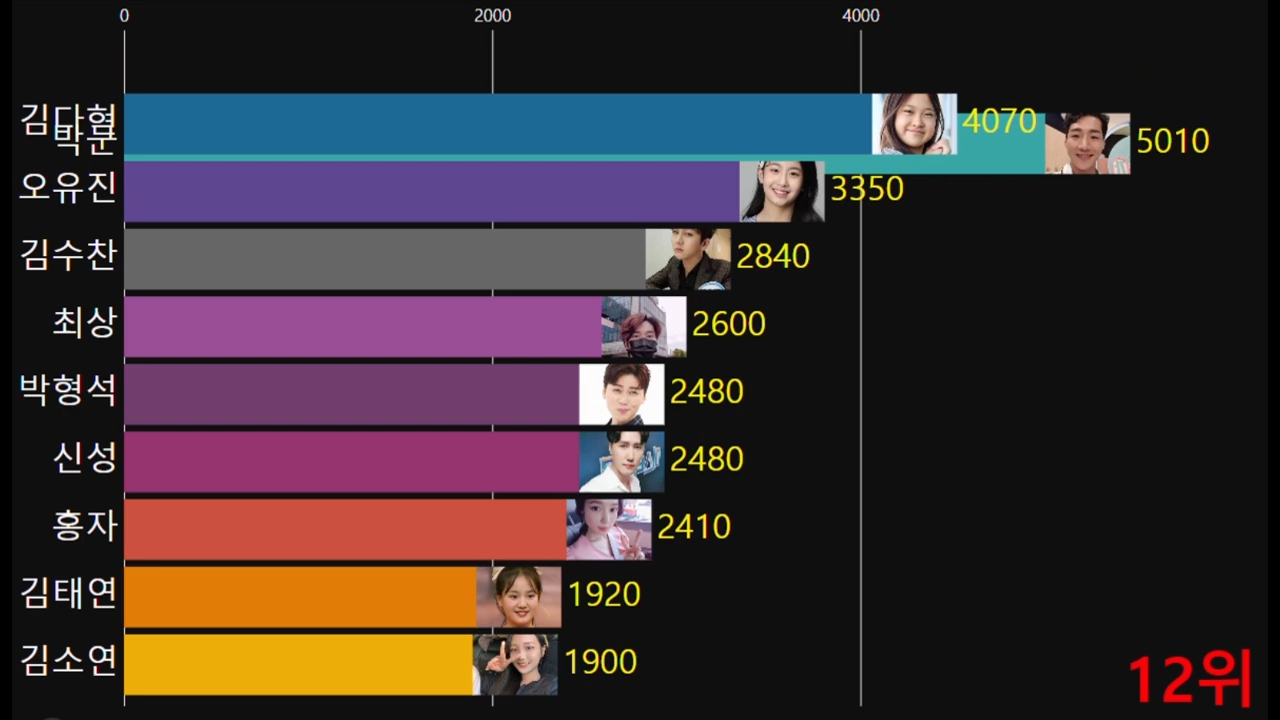 0 2000 4000
김다현 4070
박군 5010
오유진 3350
김수찬 2840
최상 2600
박형석 2480
신성 2480
홍자 2410
김태연 1920
김소연 1900
12위